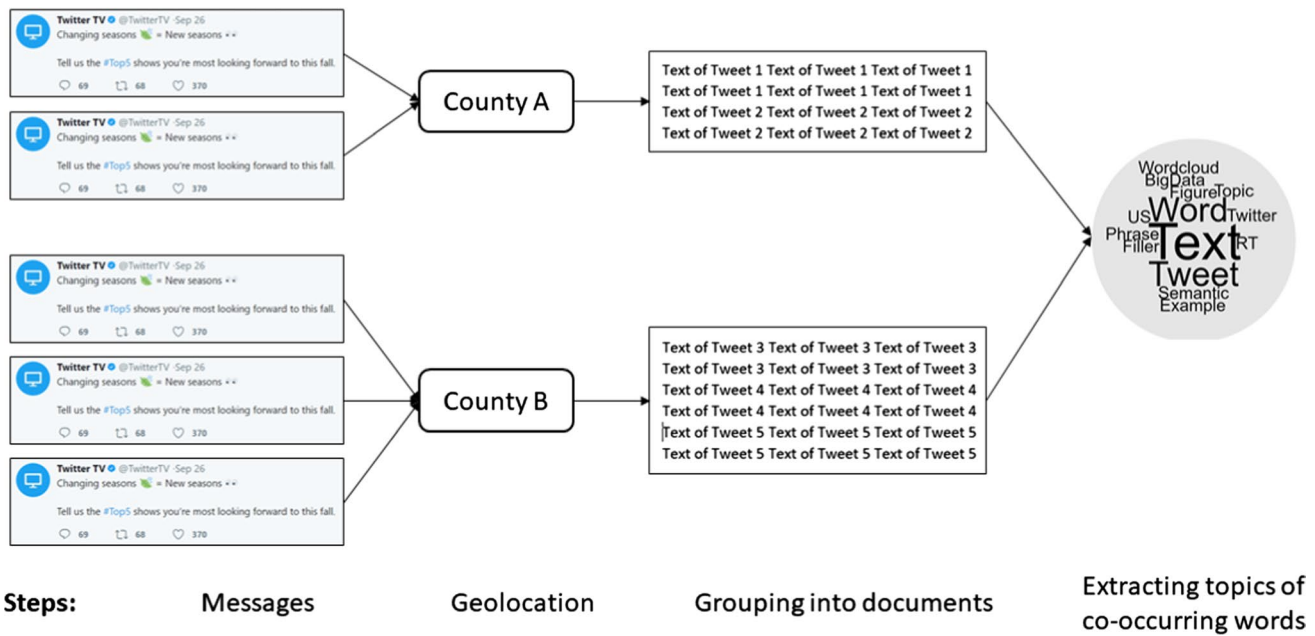 Twitter TV @TwitterTV ·Sep 26
Changing seasons = New seasons
Tell us the #Top5 shows you're most looking forward to this fall.
69 68 370
Twitter TV @TwitterTV ·Sep 26
Changing seasons = New seasons
Tell us the #Top5 shows you're most looking forward to this fall.
69 68 370
County A
Text of Tweet 1 Text of Tweet 1 Text of Tweet 1
Text of Tweet 1 Text of Tweet 1 Text of Tweet 1
Text of Tweet 2 Text of Tweet 2 Text of Tweet 2
Text of Tweet 2 Text of Tweet 2 Text of Tweet 2
Twitter TV @TwitterTV ·Sep 26
Changing seasons = New seasons
Tell us the #Top5 shows you're most looking forward to this fall.
69 68 370
Twitter TV @TwitterTV ·Sep 26
Changing seasons = New seasons
Tell us the #Top5 shows you're most looking forward to this fall.
69 68 370
Twitter TV @TwitterTV ·Sep 26
Changing seasons = New seasons
Tell us the #Top5 shows you're most looking forward to this fall.
69 68 370
County B
Text of Tweet 3 Text of Tweet 3 Text of Tweet 3
Text of Tweet 3 Text of Tweet 3 Text of Tweet 3
Text of Tweet 4 Text of Tweet 4 Text of Tweet 4
Text of Tweet 4 Text of Tweet 4 Text of Tweet 4
Text of Tweet 5 Text of Tweet 5 Text of Tweet 5
Text of Tweet 5 Text of Tweet 5 Text of Tweet 5
Wordcloud
BigData
Figure Topic
US Word Twitter
Phrase
Filler Text RT
Tweet
Semantic
Example
Steps: Messages Geolocation Grouping into documents Extracting topics of
co-occurring words